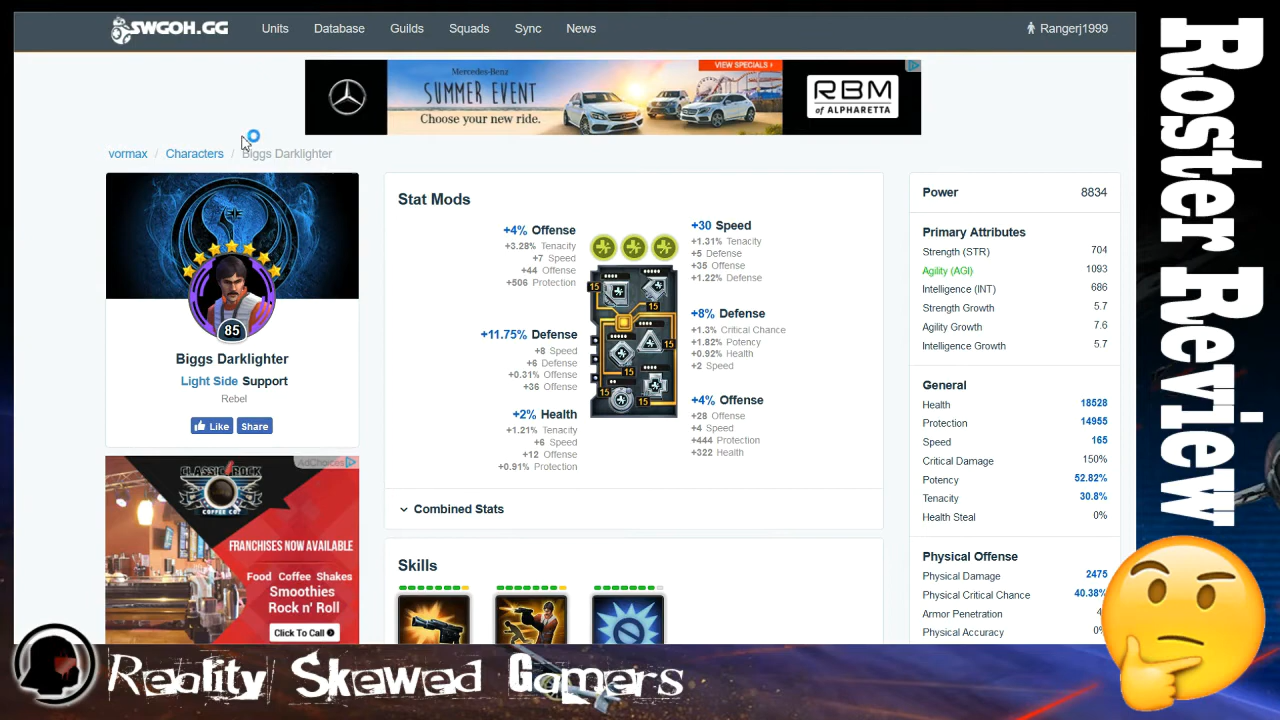 SWGOH.GG
Units
Database
Guilds
Squads
Sync
News
Rangerj1999
Mercedes-Benz
SUMMER EVENT
Choose your new ride.
VIEW SPECIALS ›
RBM
of ALPHARETTA
vormax / Characters / Biggs Darklighter
85
Biggs Darklighter
Light Side Support
Rebel
Like
Share
AdChoices
CLASSIC ROCK
COFFEE CO.
FRANCHISES NOW AVAILABLE
Food Coffee Shakes
Smoothies
Rock n' Roll
Click To Call
Stat Mods
+4% Offense
+3.28% Tenacity
+7 Speed
+44 Offense
+506 Protection
+11.75% Defense
+8 Speed
+6 Defense
+0.31% Offense
+36 Offense
+2% Health
+1.21% Tenacity
+6 Speed
+12 Offense
+0.91% Protection
15
15
15
15
15
15
+30 Speed
+1.31% Tenacity
+5 Defense
+35 Offense
+1.22% Defense
+8% Defense
+1.3% Critical Chance
+1.82% Potency
+0.92% Health
+2 Speed
+4% Offense
+28 Offense
+4 Speed
+444 Protection
+322 Health
Combined Stats
Skills
Power 8834
Primary Attributes
Strength (STR) 704
Agility (AGI) 1093
Intelligence (INT) 686
Strength Growth 5.7
Agility Growth 7.6
Intelligence Growth 5.7
General
Health 18528
Protection 14955
Speed 165
Critical Damage 150%
Potency 52.82%
Tenacity 30.8%
Health Steal 0%
Physical Offense
Physical Damage 2475
Physical Critical Chance 40.38%
Armor Penetration
Physical Accuracy 0%
Roster Review
Reality Skewed Gamers